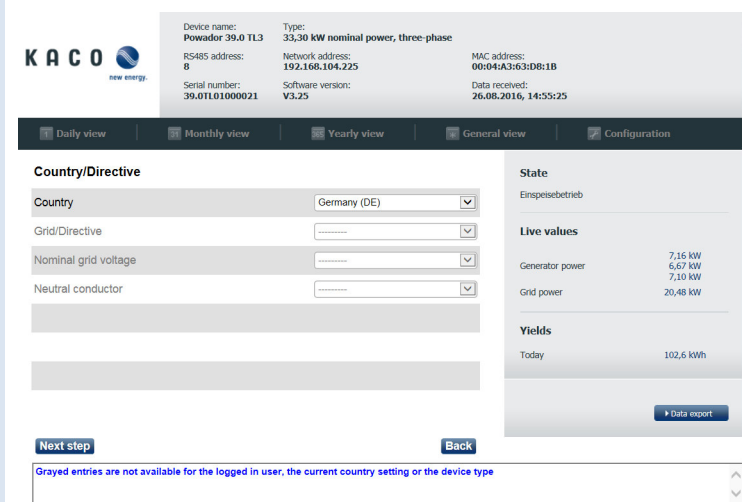 KACO
new energy.
Device name:
Powador 39.0 TL3
Type:
33,30 kW nominal power, three-phase
RS485 address:
8
Network address:
192.168.104.225
MAC address:
00:04:A3:63:D8:1B
Serial number:
39.0TL01000021
Software version:
V3.25
Data received:
26.08.2016, 14:55:25
1 Daily view
31 Monthly view
365 Yearly view
General view
Configuration
Country/Directive
Country
Germany (DE)
Grid/Directive
---------
Nominal grid voltage
---------
Neutral conductor
---------
Next step
Back
State
Einspeisebetrieb
Live values
Generator power
7,16 kW
6,67 kW
7,10 kW
Grid power
20,48 kW
Yields
Today
102,6 kWh
Data export
Grayed entries are not available for the logged in user, the current country setting or the device type